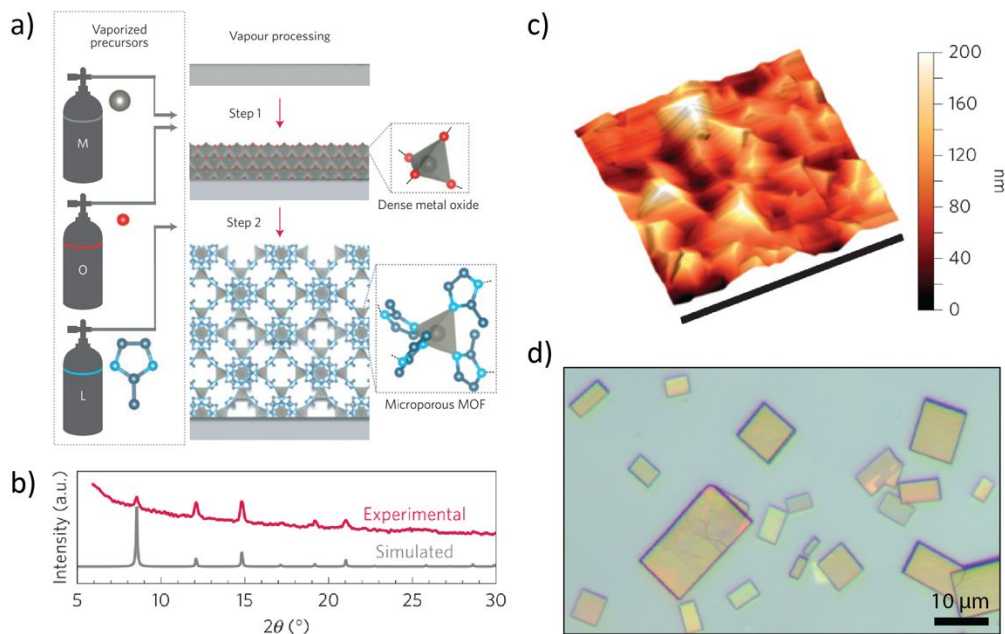 a)
Vaporized
precursors
Vapour processing
M
O
L
Step 1
Dense metal oxide
Step 2
Microporous MOF
b)
Intensity (a.u.)
Experimental
Simulated
5 10 15 20 25 30
2θ (°)
c)
200
160
120
80
40
0
nm
d)
10 µm